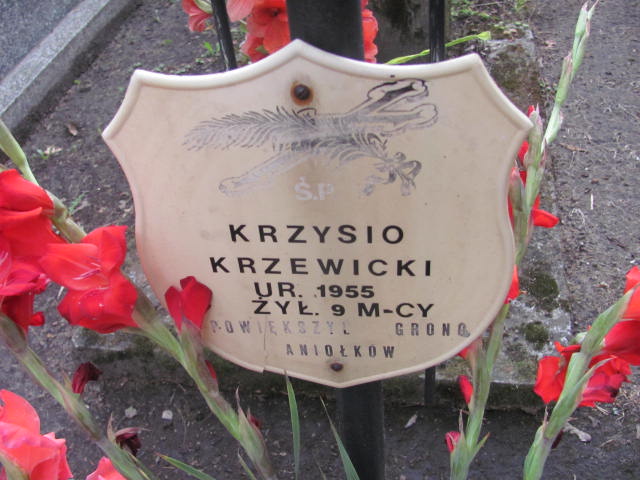 Ś.P
KRZYSIO
KRZEWICKI
UR. 1955
ŻYŁ. 9 M-CY
POWIĘKSZYŁ GRONO
ANIOŁKÓW